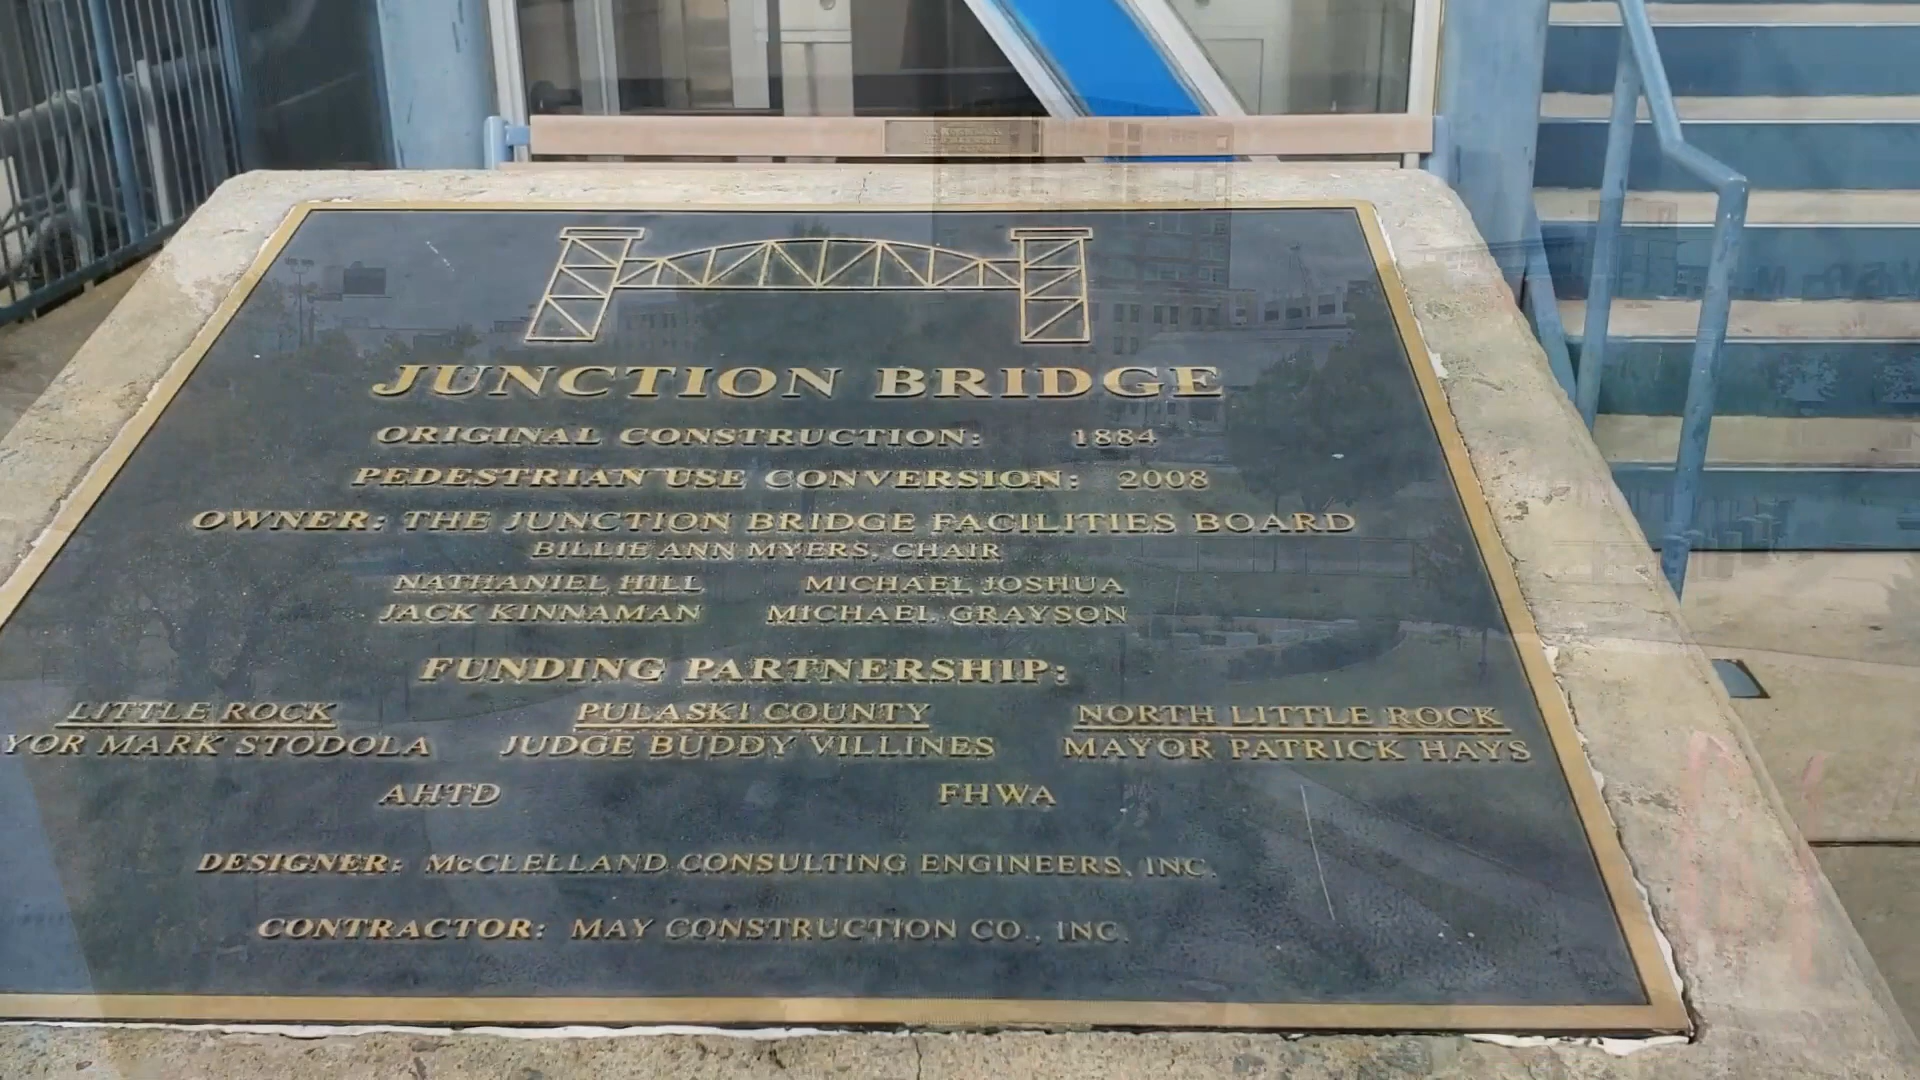 JUNCTION BRIDGE
ORIGINAL CONSTRUCTION: 1884
PEDESTRIAN USE CONVERSION: 2008
OWNER: THE JUNCTION BRIDGE FACILITIES BOARD
BILLIE ANN MYERS, CHAIR
NATHANIEL HILL MICHAEL JOSHUA
JACK KINNAMAN MICHAEL GRAYSON
FUNDING PARTNERSHIP:
LITTLE ROCK PULASKI COUNTY NORTH LITTLE ROCK
YOR MARK STODOLA JUDGE BUDDY VILLINES MAYOR PATRICK HAYS
AHTD FHWA
DESIGNER: McCLELLAND CONSULTING ENGINEERS, INC.
CONTRACTOR: MAY CONSTRUCTION CO., INC.